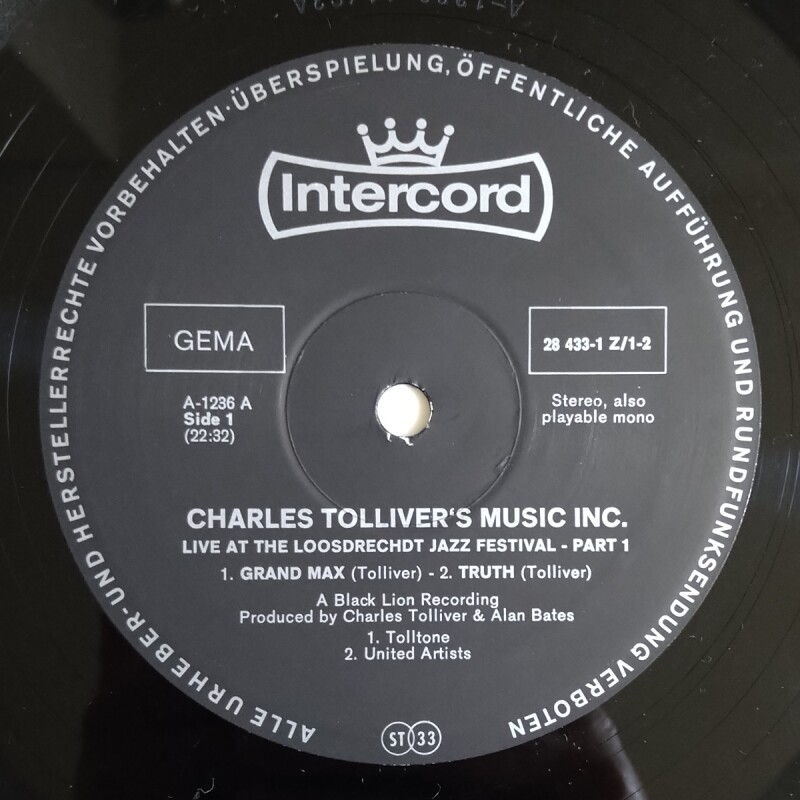 ALLE URHEBER- UND HERSTELLERRECHTE VORBEHALTEN · ÜBERSPIELUNG, ÖFFENTLICHE AUFFÜHRUNG UND RUNDFUNKSENDUNG VERBOTEN
Intercord
GEMA
28 433-1 Z/1-2
A-1236 A
Side 1
(22:32)
Stereo, also
playable mono
CHARLES TOLLIVER‘S MUSIC INC.
LIVE AT THE LOOSDRECHDT JAZZ FESTIVAL - PART 1
1. GRAND MAX (Tolliver) - 2. TRUTH (Tolliver)
A Black Lion Recording
Produced by Charles Tolliver & Alan Bates
1. Tolltone
2. United Artists
ST 33